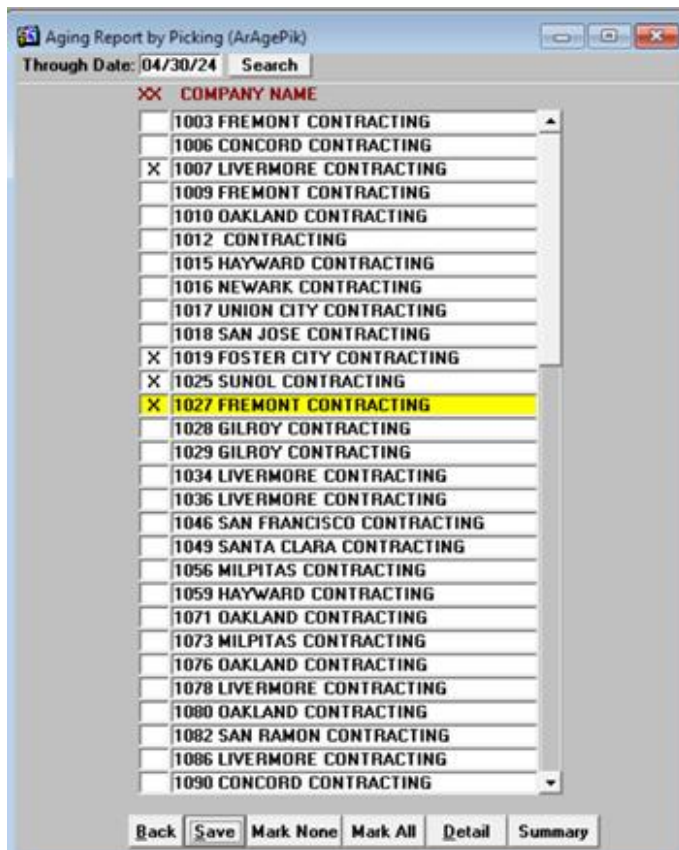 Aging Report by Picking (ArAgePik)
Through Date: 04/30/24 Search
XX COMPANY NAME
1003 FREMONT CONTRACTING
1006 CONCORD CONTRACTING
X 1007 LIVERMORE CONTRACTING
1009 FREMONT CONTRACTING
1010 OAKLAND CONTRACTING
1012 CONTRACTING
1015 HAYWARD CONTRACTING
1016 NEWARK CONTRACTING
1017 UNION CITY CONTRACTING
1018 SAN JOSE CONTRACTING
X 1019 FOSTER CITY CONTRACTING
X 1025 SUNOL CONTRACTING
X 1027 FREMONT CONTRACTING
1028 GILROY CONTRACTING
1029 GILROY CONTRACTING
1034 LIVERMORE CONTRACTING
1036 LIVERMORE CONTRACTING
1046 SAN FRANCISCO CONTRACTING
1049 SANTA CLARA CONTRACTING
1056 MILPITAS CONTRACTING
1059 HAYWARD CONTRACTING
1071 OAKLAND CONTRACTING
1073 MILPITAS CONTRACTING
1076 OAKLAND CONTRACTING
1078 LIVERMORE CONTRACTING
1080 OAKLAND CONTRACTING
1082 SAN RAMON CONTRACTING
1086 LIVERMORE CONTRACTING
1090 CONCORD CONTRACTING
Back Save Mark None Mark All Detail Summary